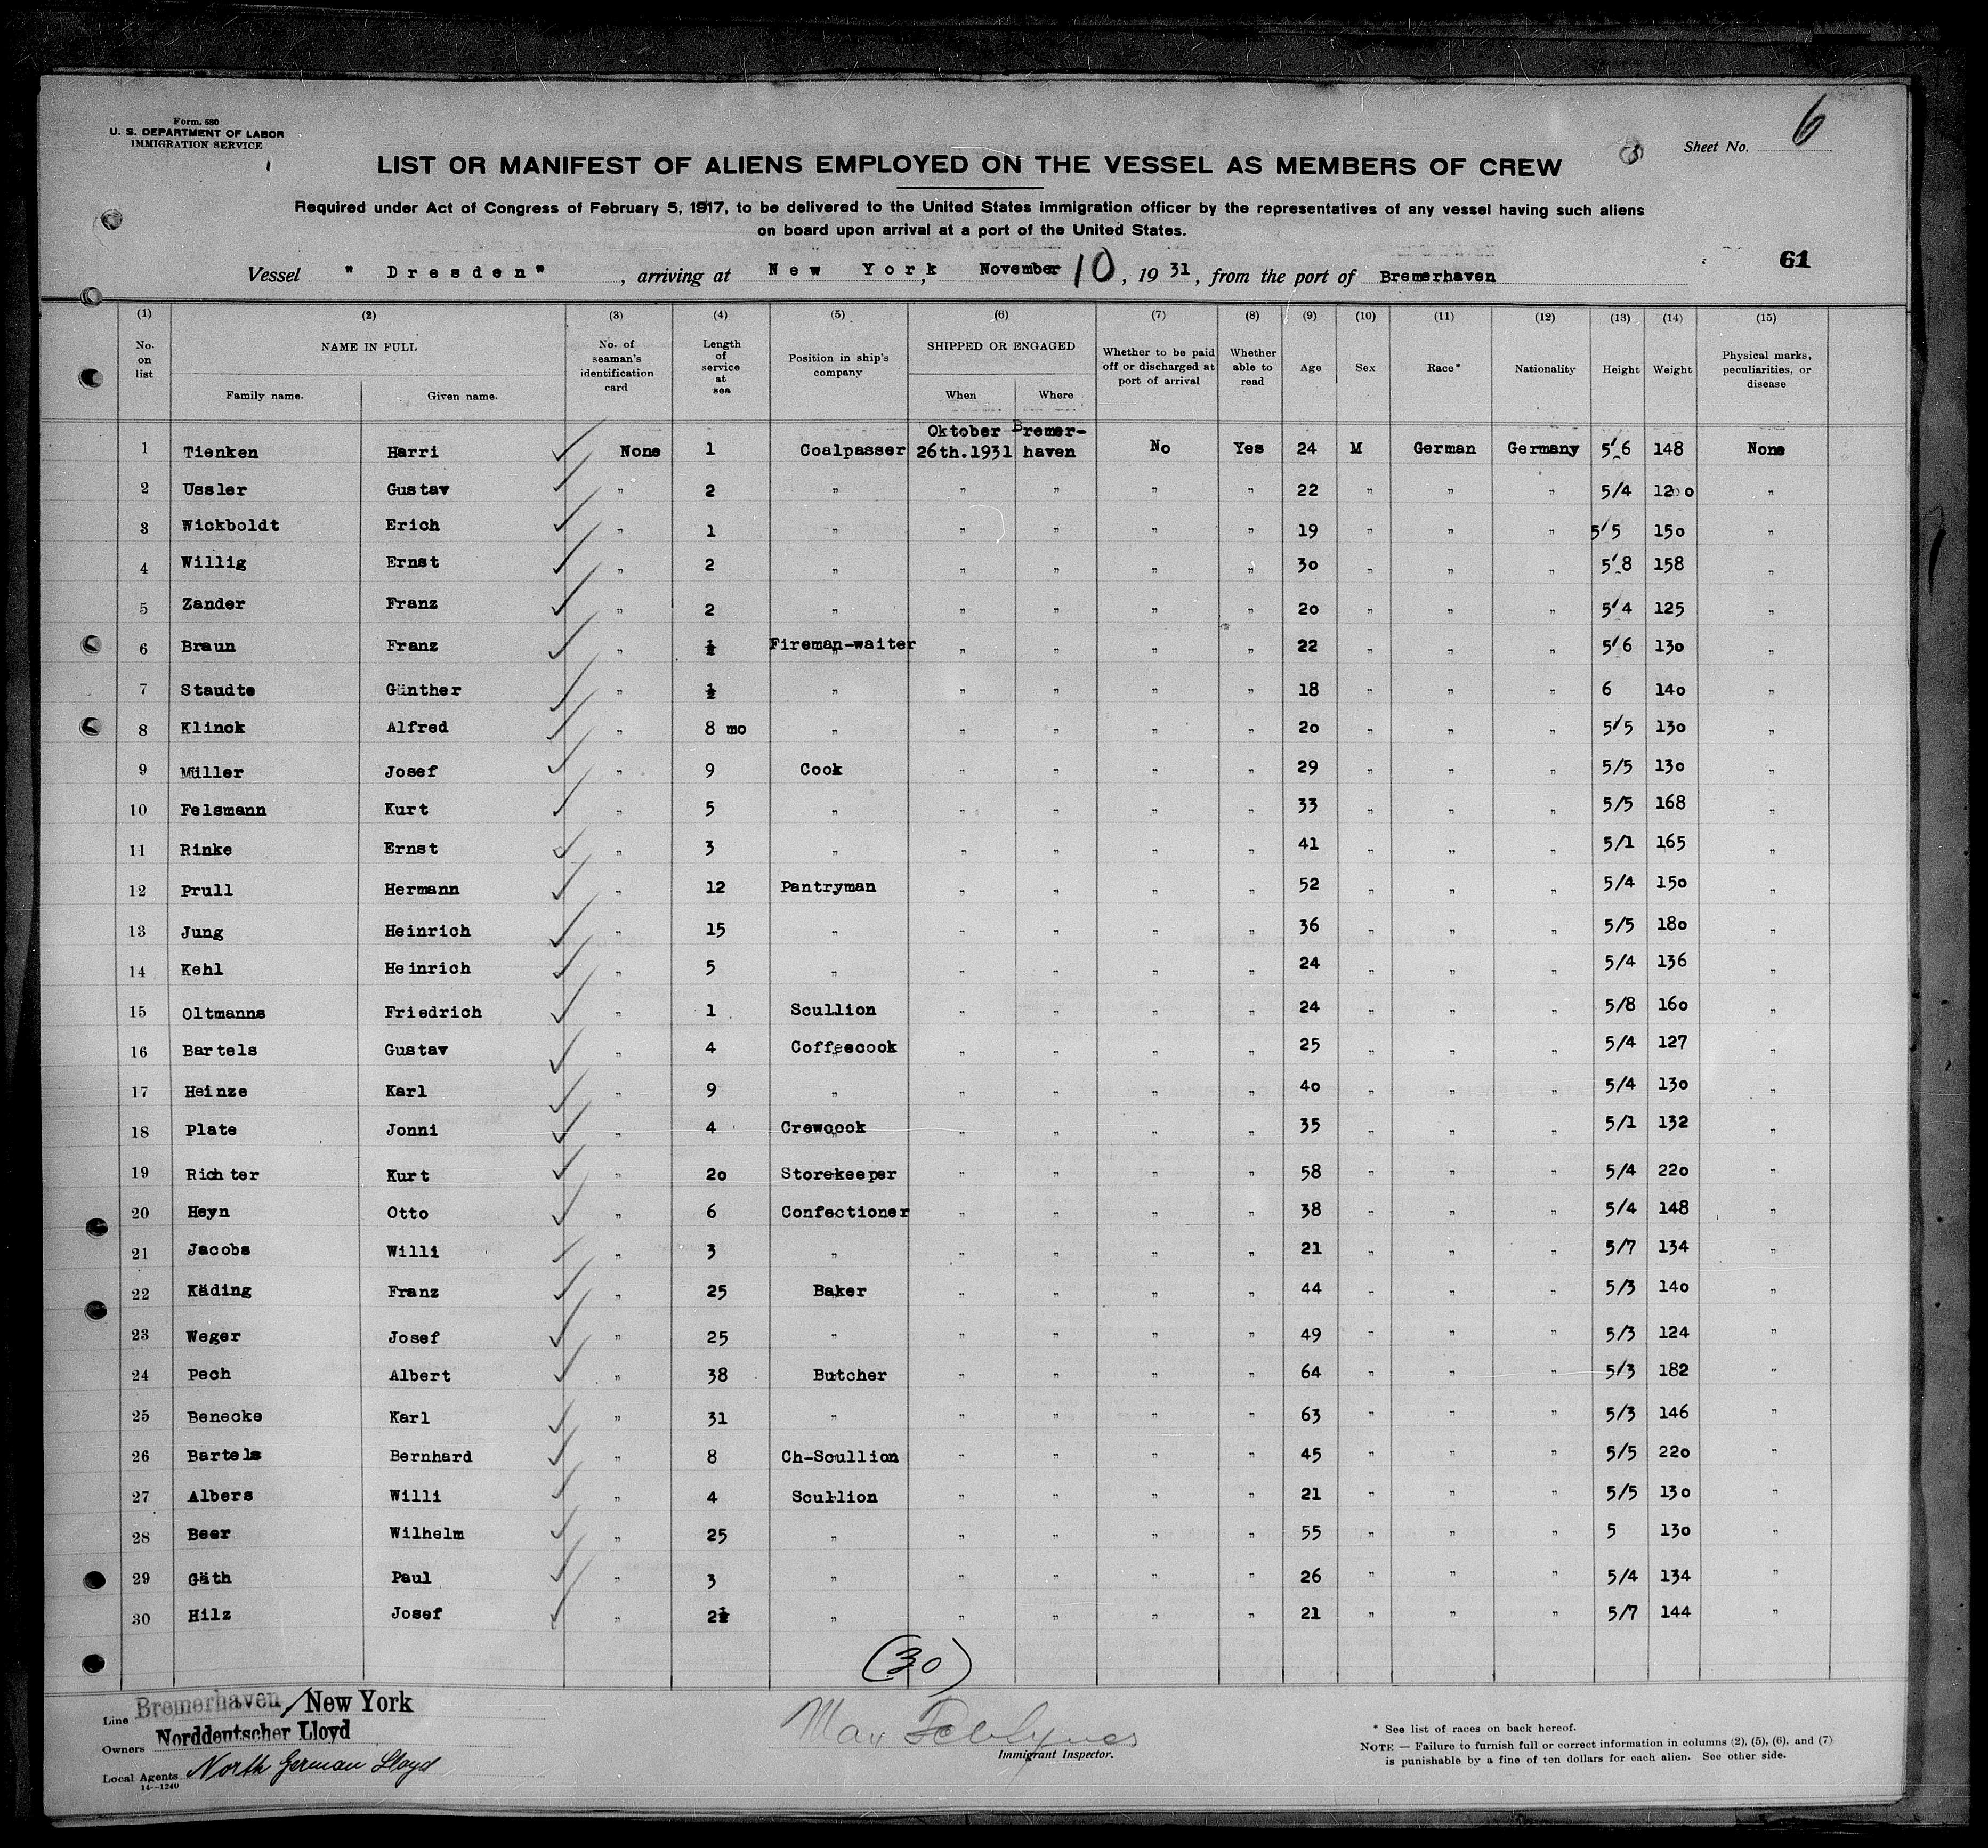 Form. 680
U. S. DEPARTMENT OF LABOR
IMMIGRATION SERVICE
Sheet No. 6
LIST OR MANIFEST OF ALIENS EMPLOYED ON THE VESSEL AS MEMBERS OF CREW
Required under Act of Congress of February 5, 1917, to be delivered to the United States immigration officer by the representatives of any vessel having such aliens
on board upon arrival at a port of the United States.
61
Vessel " Dresden" , arriving at New York , November 10 , 19 31 , from the port of Bremerhaven
(1) (2) (3) (4) (5) (6) (7) (8) (9) (10) (11) (12) (13) (14) (15)
No. on list NAME IN FULL Family name. Given name. No. of seaman's identification card Length of service at sea Position in ship's company SHIPPED OR ENGAGED When Where Whether to be paid off or discharged at port of arrival Whether able to read Age Sex Race* Nationality Height Weight Physical marks, peculiarities, or disease
1 Tienken Harri None 1 Coalpasser Oktober 26th.1931 Bremer-haven No Yes 24 M German Germany 5'6 148 None
2 Ussler Gustav " 2 " " " " " 22 " " " 5/4 "
3 Wickboldt Erich " 1 " " " " " 19 " " " 5'5 150 "
4 Willig Ernst " 2 " " " " " 30 " " " 5'8 158 "
5 Zander Franz " 2 " " " " " 20 " " " 5'4 125 "
6 Braun Franz " ½ Fireman-waiter " " " " 22 " " " 5'6 130 "
7 Staudte Günther " ½ " " " " " 18 " " " 6 140 "
8 Klinck Alfred " 8 mo " " " " " 20 " " " 5/5 130 "
9 Müller Josef " 9 Cook " " " " 29 " " " 5/5 130 "
10 Felsmann Kurt " 5 " " " " " 33 " " " 5/5 168 "
11 Rinke Ernst " 3 " " " " " 41 " " " 5/1 165 "
12 Prull Hermann " 12 Pantryman " " " " 52 " " " 5/4 150 "
13 Jung Heinrich " 15 " " " " " 36 " " " 5/5 180 "
14 Kehl Heinrich " 5 " " " " " 24 " " " 5/4 136 "
15 Oltmanns Friedrich " 1 Scullion " " " " 24 " " " 5/8 160 "
16 Bartels Gustav " 4 Coffeecook " " " " 25 " " " 5/4 127 "
17 Heinze Karl " 9 " " " " " 40 " " " 5/4 130 "
18 Plate Jonni " 4 Crewcook " " " " 35 " " " 5/1 132 "
19 Richter Kurt " 20 Storekeeper " " " " 58 " " " 5/4 220 "
20 Heyn Otto " 6 Confectioner " " " " 38 " " " 5/4 148 "
21 Jacobs Willi " 3 " " " " " 21 " " " 5/7 134 "
22 Käding Franz " 25 Baker " " " " 44 " " " 5/3 140 "
23 Weger Josef " 25 " " " " " 49 " " " 5/3 124 "
24 Pech Albert " 38 Butcher " " " " 64 " " " 5/3 182 "
25 Benecke Karl " 31 " " " " " 63 " " " 5/3 146 "
26 Bartels Bernhard " 8 Ch-Scullion " " " " 45 " " " 5/5 220 "
27 Albers Willi " 4 Scullion " " " " 21 " " " 5/5 130 "
28 Beer Wilhelm " 25 " " " " " 55 " " " 5 130 "
29 Gäth Paul " 3 " " " " " 26 " " " 5/4 134 "
30 Hilz Josef " 2½ " " " " " 21 " " " 5/7 144 "
(30)
Line Bremerhaven / New York
Owners Norddeutscher Lloyd
Local Agents North German Lloyd
14—1240
Max
Immigrant Inspector.
* See list of races on back hereof.
NOTE — Failure to furnish full or correct information in columns (2), (5), (6), and (7)
is punishable by a fine of ten dollars for each alien. See other side.